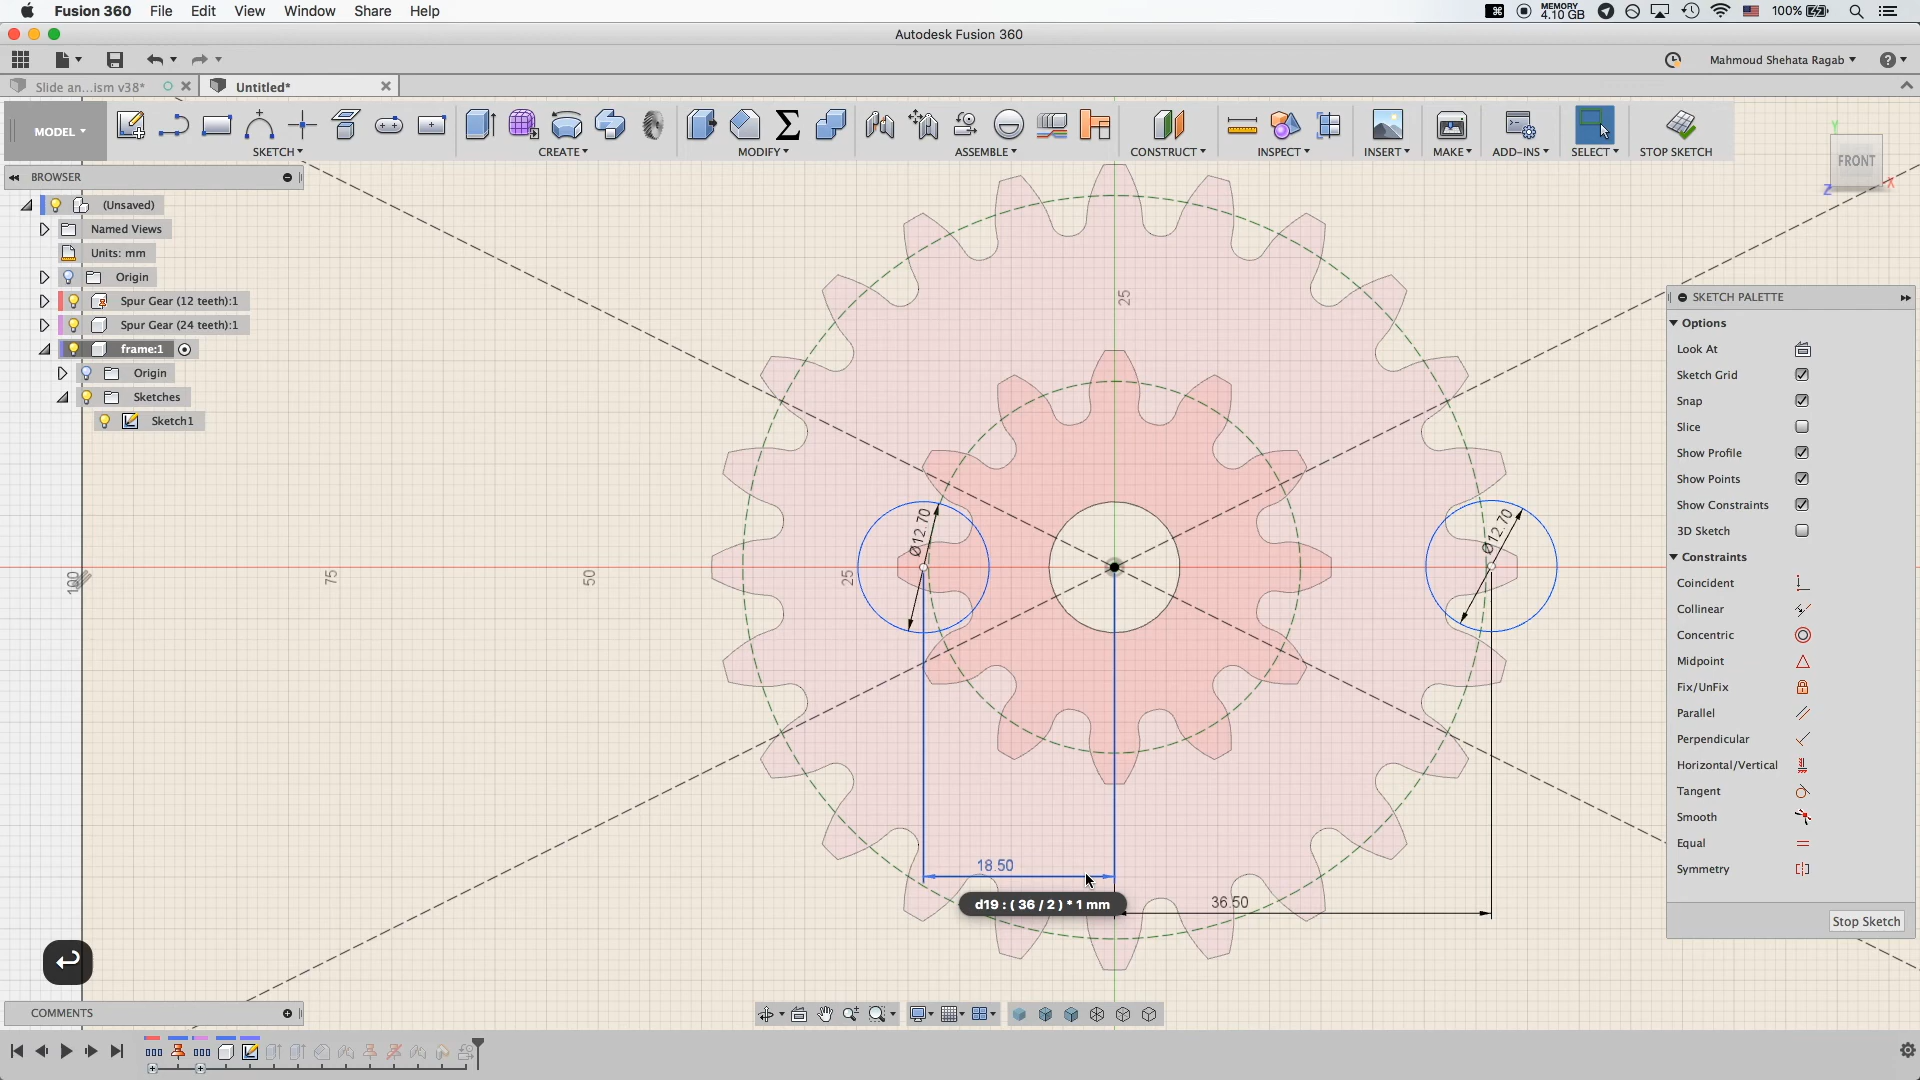 Fusion 360 File Edit View Window Share Help
MEMORY
4.10 GB
100%
Autodesk Fusion 360
Mahmoud Shehata Ragab
Slide an...ism v38*
Untitled*
MODEL
SKETCH
CREATE
MODIFY
ASSEMBLE
CONSTRUCT
INSPECT
INSERT
MAKE
ADD-INS
SELECT
STOP SKETCH
Y
FRONT
Z
X
BROWSER
(Unsaved)
Named Views
Units: mm
Origin
Spur Gear (12 teeth):1
Spur Gear (24 teeth):1
frame:1
Origin
Sketches
Sketch1
25
Ø12.70
Ø12.70
100
75
50
25
18.50
d19 : ( 36 / 2 ) * 1 mm
36.50
SKETCH PALETTE
Options
Look At
Sketch Grid
Snap
Slice
Show Profile
Show Points
Show Constraints
3D Sketch
Constraints
Coincident
Collinear
Concentric
Midpoint
Fix/UnFix
Parallel
Perpendicular
Horizontal/Vertical
Tangent
Smooth
Equal
Symmetry
Stop Sketch
COMMENTS